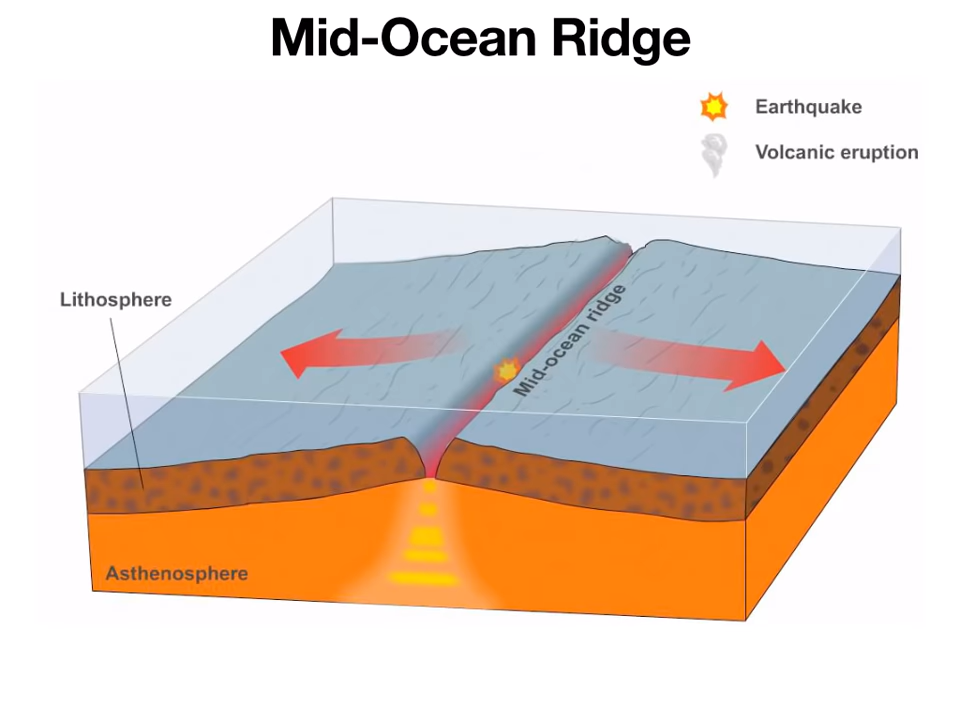 Mid-Ocean Ridge
Earthquake
Volcanic eruption
Lithosphere
Mid-ocean ridge
Asthenosphere